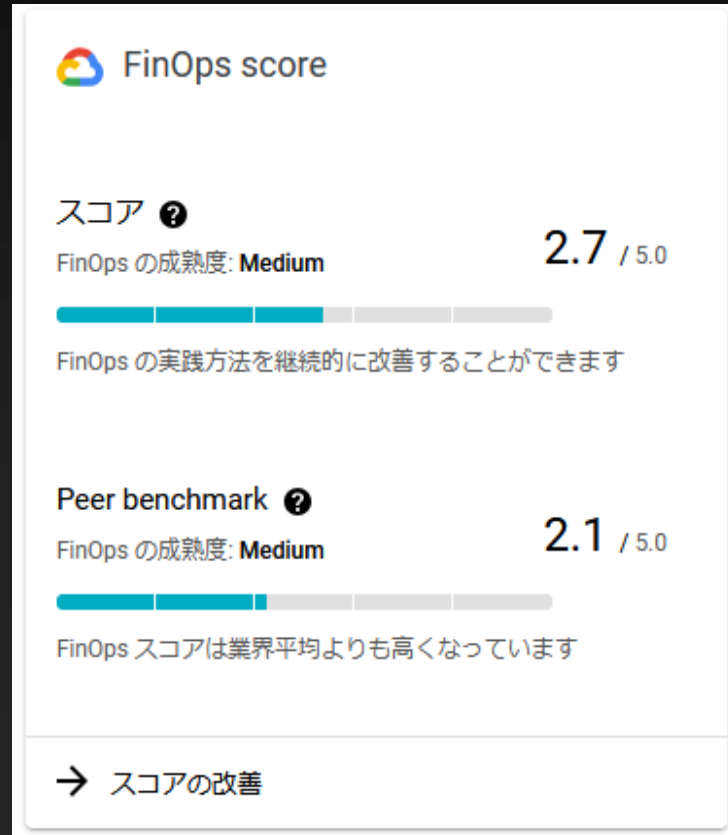 FinOps score
スコア ?
FinOps の成熟度: Medium
2.7 / 5.0
FinOps の実践方法を継続的に改善することができます
Peer benchmark ?
FinOps の成熟度: Medium
2.1 / 5.0
FinOps スコアは業界平均よりも高くなっています
→ スコアの改善